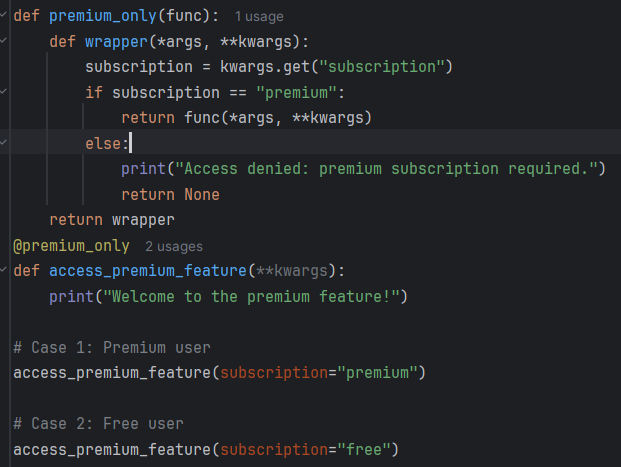 def premium_only(func): 1 usage
    def wrapper(*args, **kwargs):
        subscription = kwargs.get("subscription")
        if subscription == "premium":
            return func(*args, **kwargs)
        else:
            print("Access denied: premium subscription required.")
            return None
    return wrapper
@premium_only 2 usages
def access_premium_feature(**kwargs):
    print("Welcome to the premium feature!")

# Case 1: Premium user
access_premium_feature(subscription="premium")

# Case 2: Free user
access_premium_feature(subscription="free")